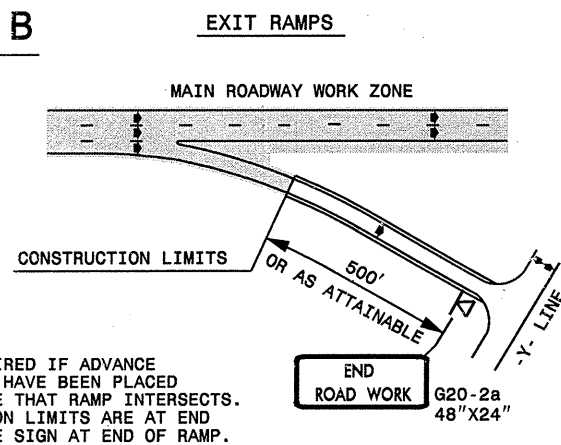 B
EXIT RAMPS
MAIN ROADWAY WORK ZONE
CONSTRUCTION LIMITS
500'
OR AS ATTAINABLE
-Y- LINE
END
ROAD WORK
G20-2a
48"X24"
IRED IF ADVANCE
HAVE BEEN PLACED
E THAT RAMP INTERSECTS.
ON LIMITS ARE AT END
E SIGN AT END OF RAMP.